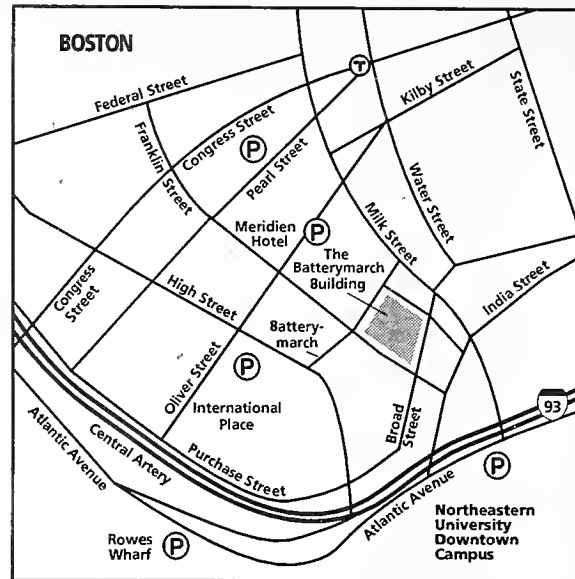 BOSTON
T
Federal Street
Kilby Street
State Street
Franklin Street
Congress Street
P
Pearl Street
Water Street
Meridien
Hotel
P
Milk Street
The
Batterymarch
Building
India Street
Congress
Street
High Street
Battery-
march
Oliver Street
P
International
Place
Broad
Street
93
Atlantic Avenue
Central Artery
Purchase Street
Atlantic Avenue
P
Northeastern
University
Downtown
Campus
Rowes
Wharf
P